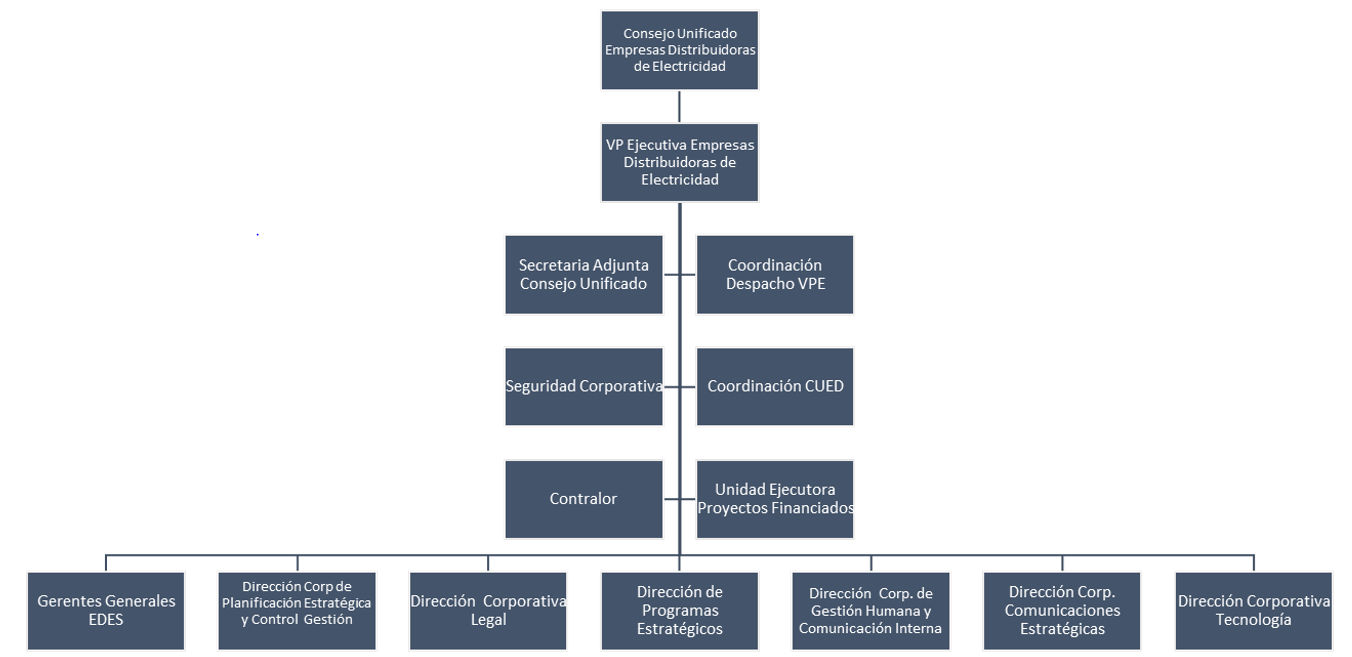 Consejo Unificado
Empresas Distribuidoras
de Electricidad
VP Ejecutiva Empresas
Distribuidoras de
Electricidad
Secretaria Adjunta
Consejo Unificado
Coordinación
Despacho VPE
Seguridad Corporativa
Coordinación CUED
Contralor
Unidad Ejecutora
Proyectos Financiados
Gerentes Generales
EDES
Dirección Corp de
Planificación Estratégica
y Control Gestión
Dirección Corporativa
Legal
Dirección de
Programas
Estratégicos
Dirección Corp. de
Gestión Humana y
Comunicación Interna
Dirección Corp.
Comunicaciones
Estratégicas
Dirección Corporativa
Tecnología